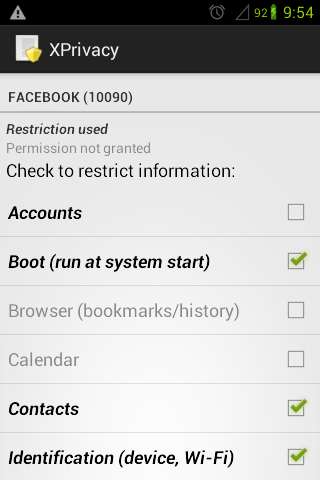 92 9:54
XPrivacy
FACEBOOK (10090)
Restriction used
Permission not granted
Check to restrict information:
Accounts
Boot (run at system start)
Browser (bookmarks/history)
Calendar
Contacts
Identification (device, Wi-Fi)